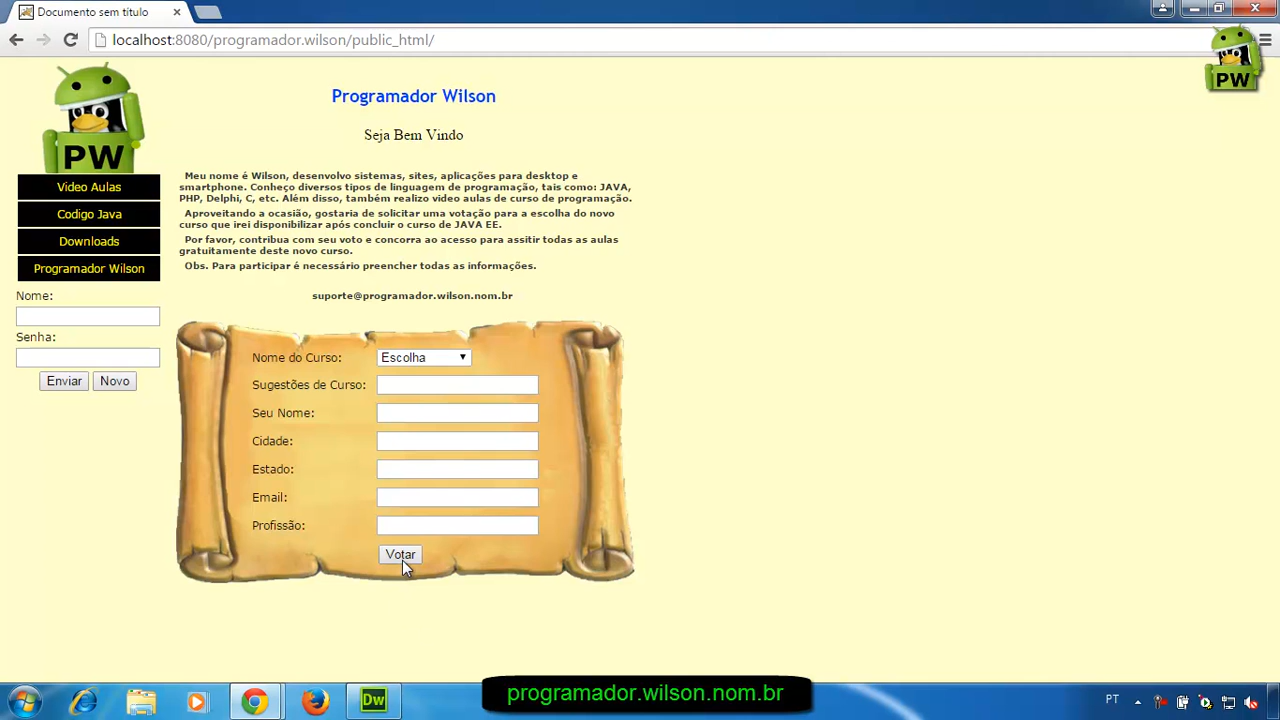 Documento sem título
localhost:8080/programador.wilson/public_html/
PW
PW
Programador Wilson
Seja Bem Vindo
Meu nome é Wilson, desenvolvo sistemas, sites, aplicações para desktop e
smartphone. Conheço diversos tipos de linguagem de programação, tais como: JAVA,
PHP, Delphi, C, etc. Além disso, também realizo video aulas de curso de programação.
Aproveitando a ocasião, gostaria de solicitar uma votação para a escolha do novo
curso que irei disponibilizar após concluir o curso de JAVA EE.
Por favor, contribua com seu voto e concorra ao acesso para assitir todas as aulas
gratuitamente deste novo curso.
Obs. Para participar é necessário preencher todas as informações.
suporte@programador.wilson.nom.br
Video Aulas
Codigo Java
Downloads
Programador Wilson
Nome:
Senha:
Enviar Novo
Nome do Curso: Escolha
Sugestões de Curso:
Seu Nome:
Cidade:
Estado:
Email:
Profissão:
Votar
Dw
programador.wilson.nom.br
PT